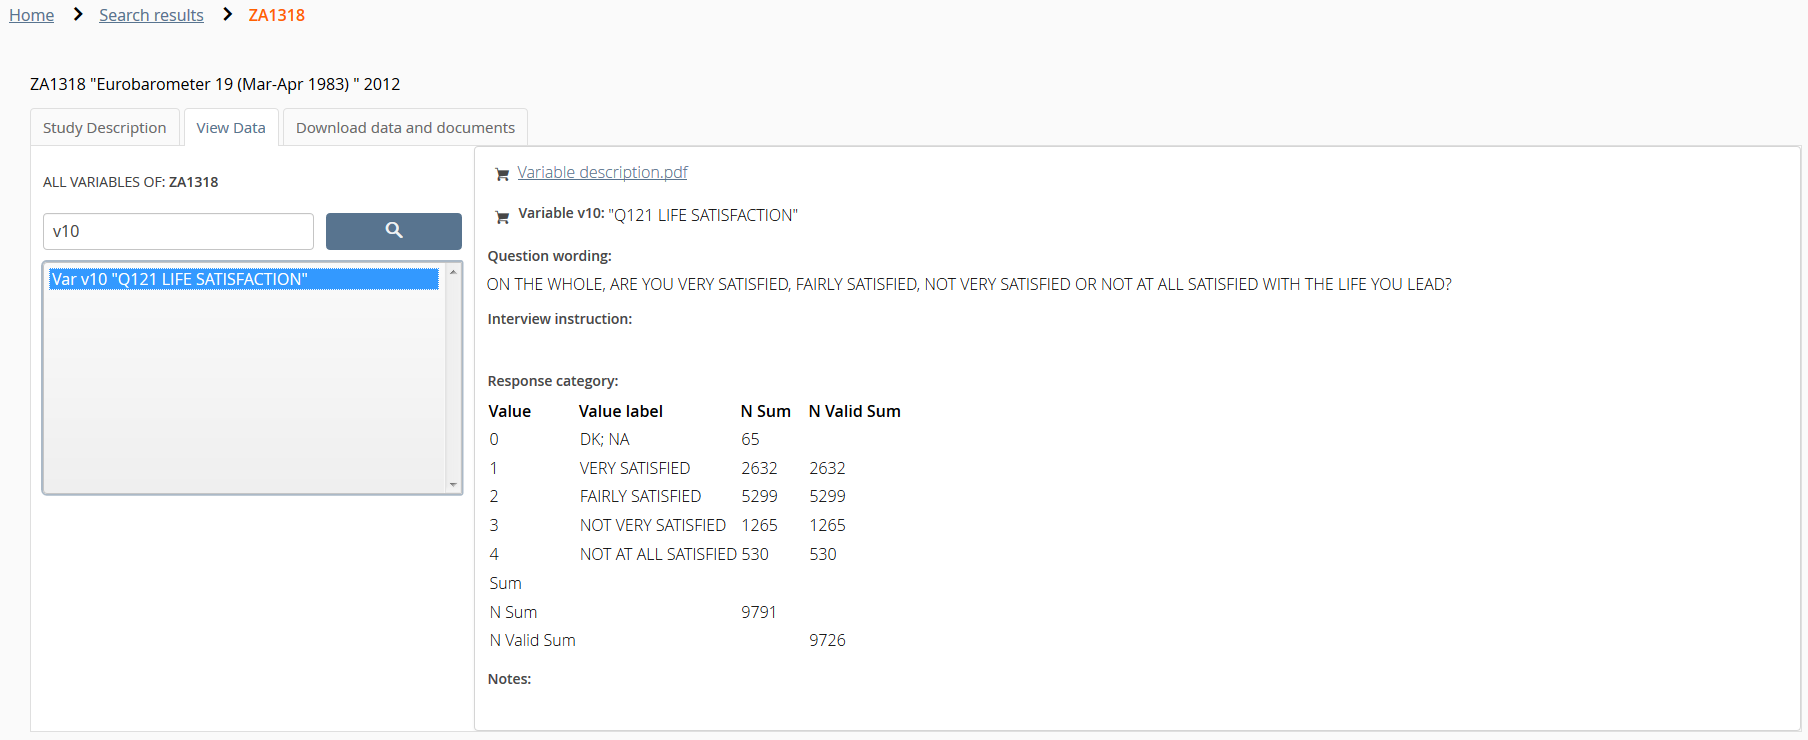 Home > Search results > ZA1318
ZA1318 "Eurobarometer 19 (Mar-Apr 1983) " 2012
Study Description View Data Download data and documents
ALL VARIABLES OF: ZA1318
v10
Var v10 "Q121 LIFE SATISFACTION"
Variable description.pdf
Variable v10: "Q121 LIFE SATISFACTION"
Question wording:
ON THE WHOLE, ARE YOU VERY SATISFIED, FAIRLY SATISFIED, NOT VERY SATISFIED OR NOT AT ALL SATISFIED WITH THE LIFE YOU LEAD?
Interview instruction:
Response category:
Value Value label N Sum N Valid Sum
0 DK; NA 65
1 VERY SATISFIED 2632 2632
2 FAIRLY SATISFIED 5299 5299
3 NOT VERY SATISFIED 1265 1265
4 NOT AT ALL SATISFIED 530 530
Sum
N Sum 9791
N Valid Sum 9726
Notes: